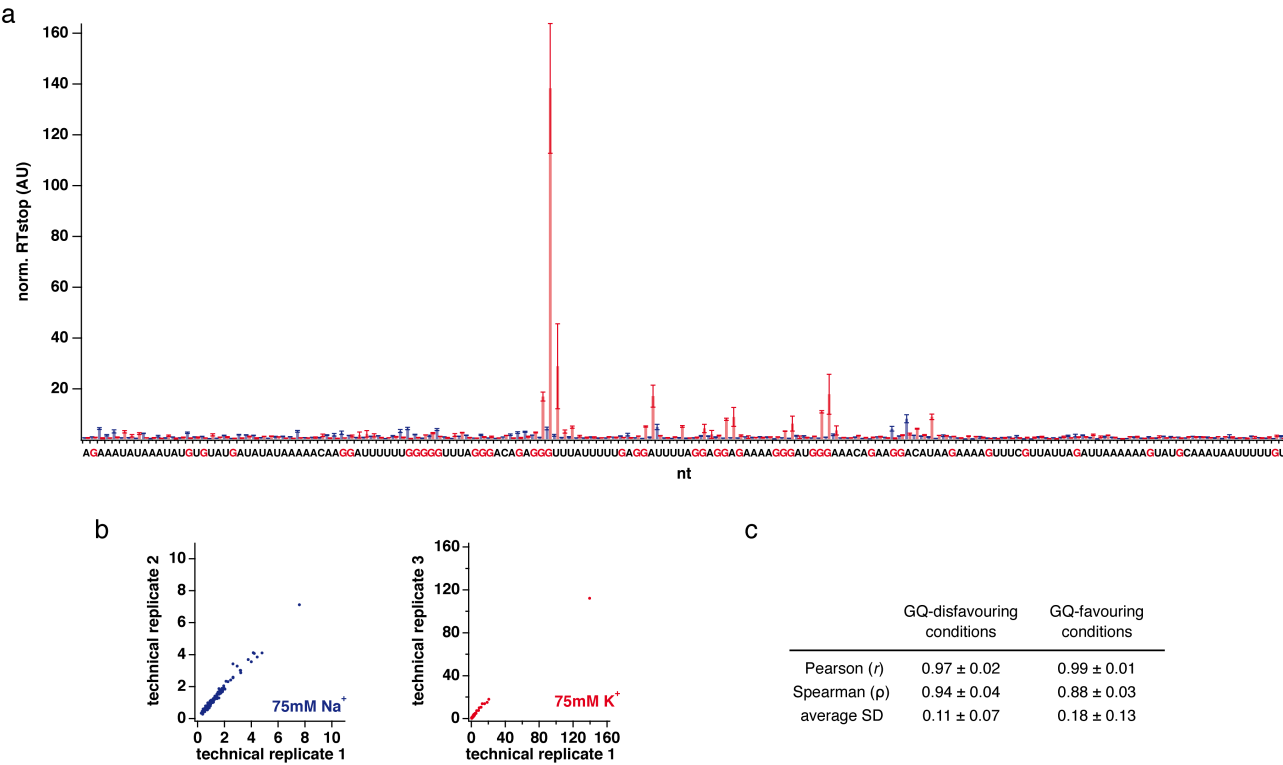 a
norm. RTstop (AU)
160
140
120
100
80
60
40
20
AGAAAUAUAAAUAUGUGUAUGAUAUAUAAAAACAAGGAUUUUUUGGGGGUUUAGGGACAGAGGGUUUAUUUUUGAGGAUUUUAGGAGGAGAAAAGGGAUGGGAAACAGAAGGACAUAAGAAAAGUUUCGUUAUUAGAUUAAAAAAGUAUGCAAAUAAUUUUUGU
nt
b
technical replicate 2
10
8
6
4
2
0
75mM Na+
0 2 4 6 8 10
technical replicate 1
technical replicate 3
160
120
80
40
0
75mM K+
0 40 80 120 160
technical replicate 1
c
GQ-disfavouring GQ-favouring
conditions conditions
Pearson (r) 0.97 ± 0.02 0.99 ± 0.01
Spearman (ρ) 0.94 ± 0.04 0.88 ± 0.03
average SD 0.11 ± 0.07 0.18 ± 0.13